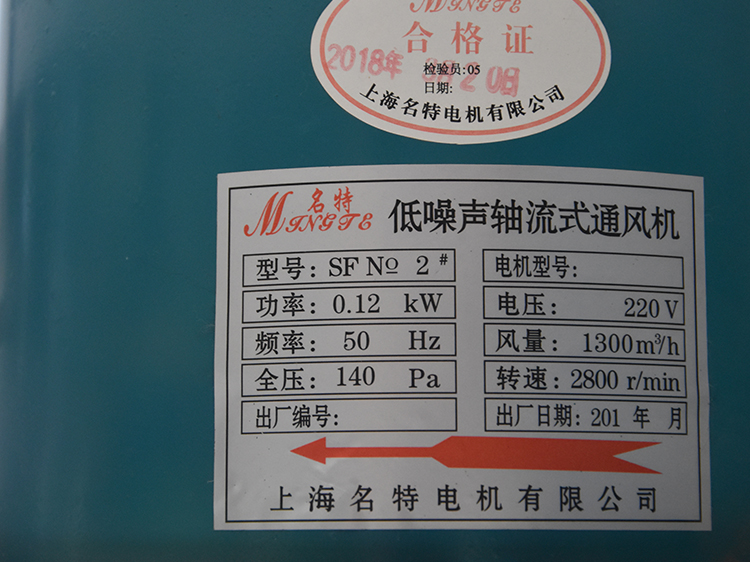 MINGTE
合格证
2018年
检验员:05
日期:
上海名特电机有限公司
名特
MINGTE
低噪声轴流式通风机
型号: SF № 2#
电机型号:
功率: 0.12 kW
电压: 220 V
频率: 50 Hz
风量: 1300m³/h
全压: 140 Pa
转速: 2800 r/min
出厂编号:
出厂日期: 201 年 月
上海名特电机有限公司